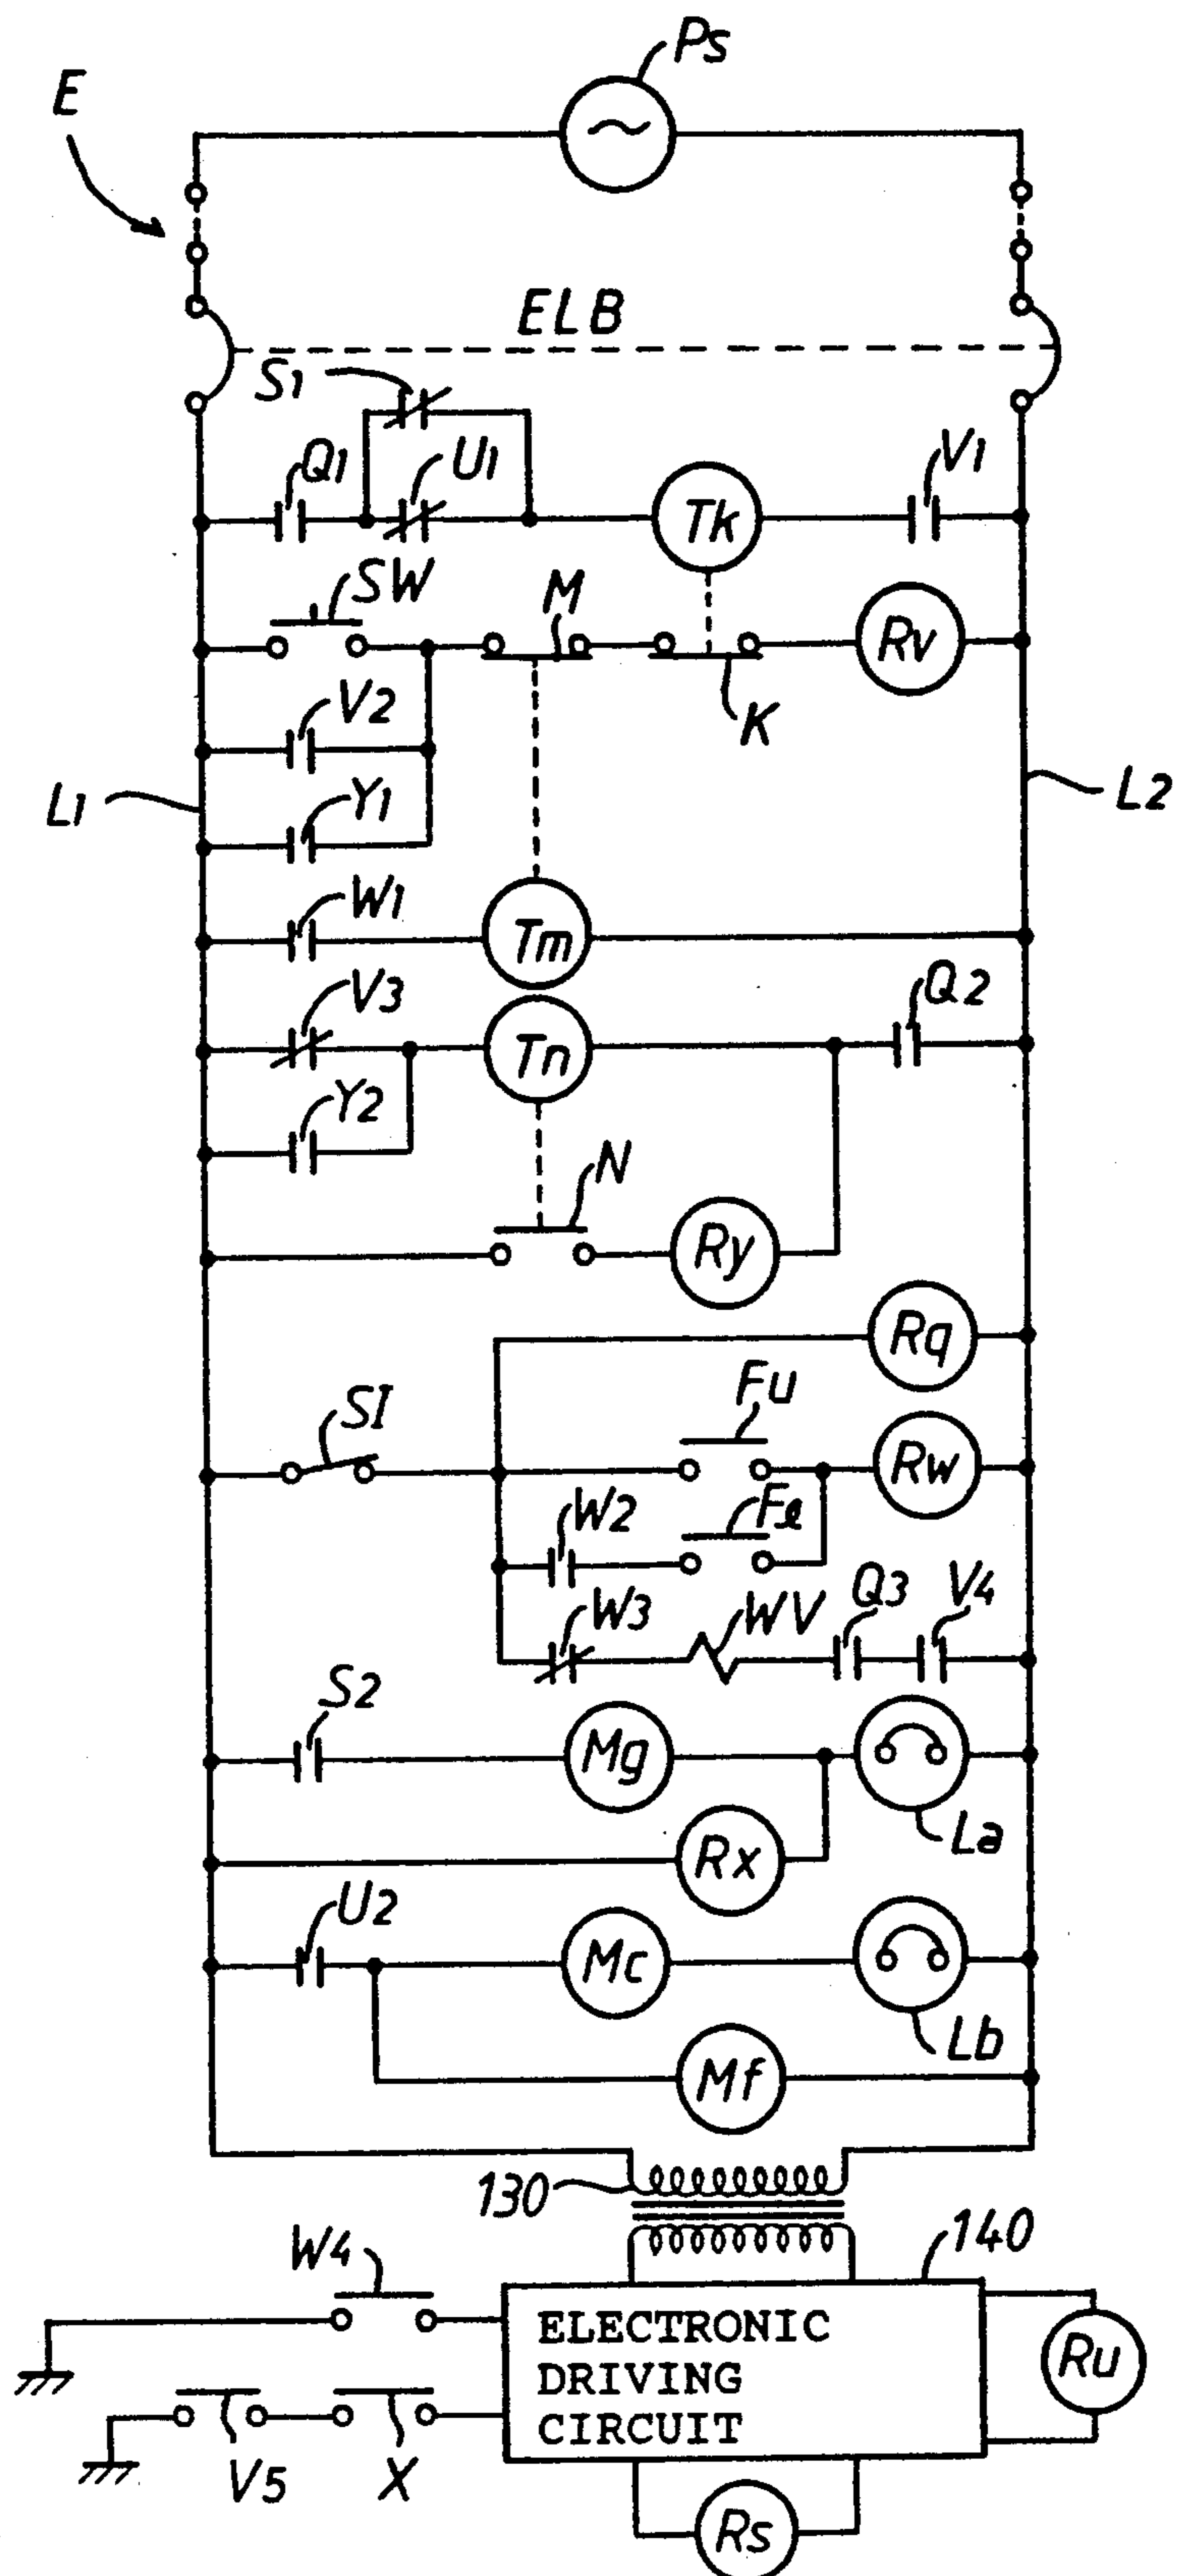 Ps
E
ELB
S1
Q1
U1
V1
Tk
SW
M
Rv
V2
K
L1
Y1
L2
W1
Tm
V3
Q2
Tn
Y2
N
Ry
Rq
SI
Fu
Rw
W2
Fl
W3
WV
Q3
V4
S2
Mg
La
Rx
U2
Mc
Lb
Mf
130
140
W4
ELECTRONIC
DRIVING
CIRCUIT
Ru
V5
X
Rs